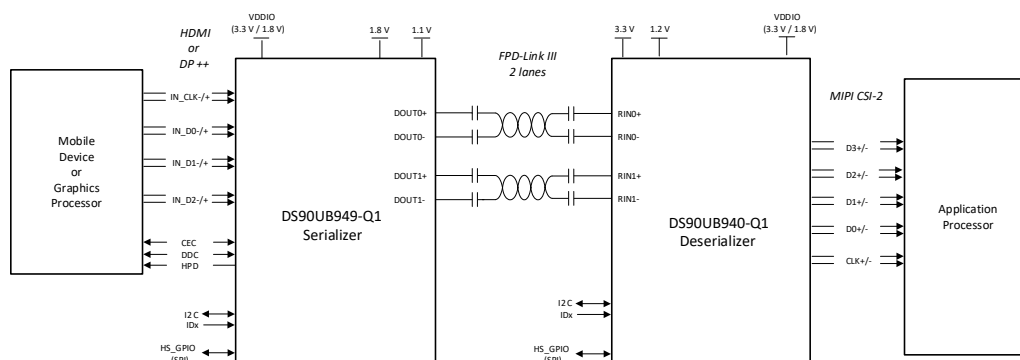 HDMI
or
DP ++
VDDIO
(3.3 V / 1.8 V)
1.8 V
1.1 V
FPD-Link III
2 lanes
3.3 V
1.2 V
VDDIO
(3.3 V / 1.8 V)
MIPI CSI-2
Mobile
Device
or
Graphics
Processor
IN_CLK-/+
IN_D0-/+
IN_D1-/+
IN_D2-/+
CEC
DDC
HPD
I2C
IDx
HS_GPIO
(SPI)
DOUT0+
DOUT0-
DOUT1+
DOUT1-
DS90UB949-Q1
Serializer
RIN0+
RIN0-
RIN1+
RIN1-
DS90UB940-Q1
Deserializer
I2C
IDx
HS_GPIO
(SPI)
D3+/-
D2+/-
D1+/-
D0+/-
CLK+/-
Application
Processor